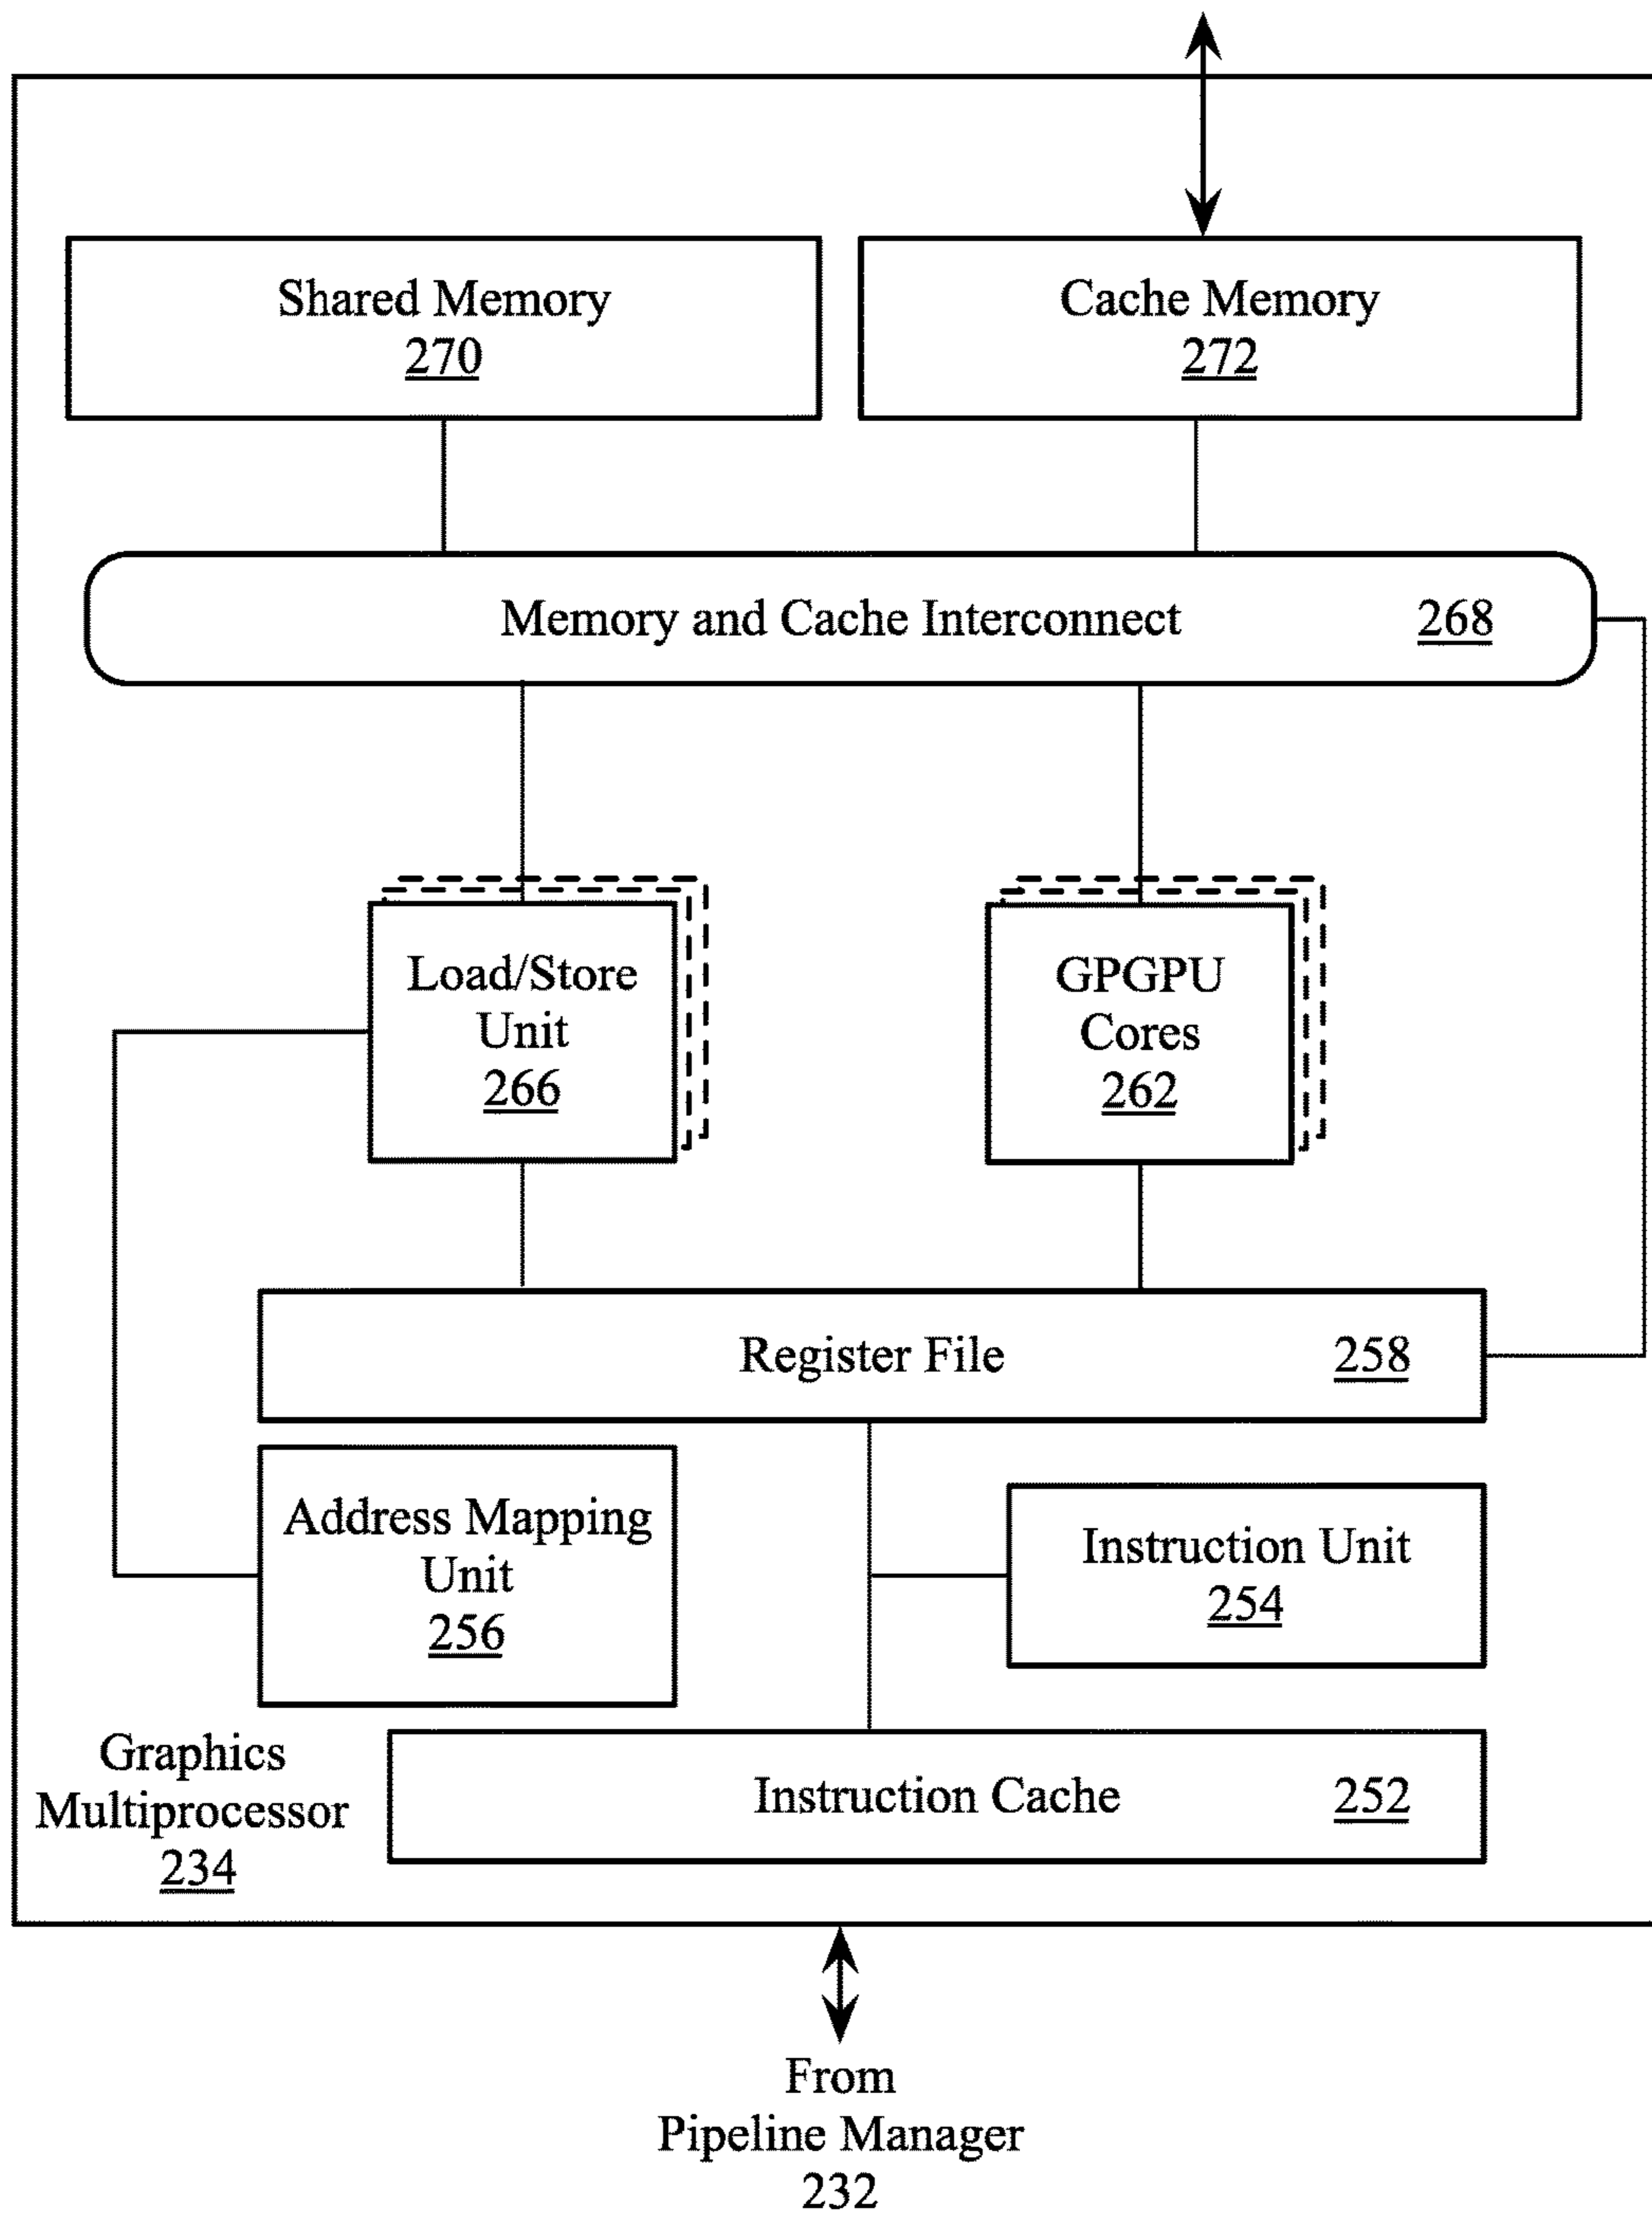 Shared Memory
270
Cache Memory
272
Memory and Cache Interconnect 268
Load/Store
Unit
266
GPGPU
Cores
262
Register File 258
Address Mapping
Unit
256
Instruction Unit
254
Graphics
Multiprocessor
234
Instruction Cache 252
From
Pipeline Manager
232